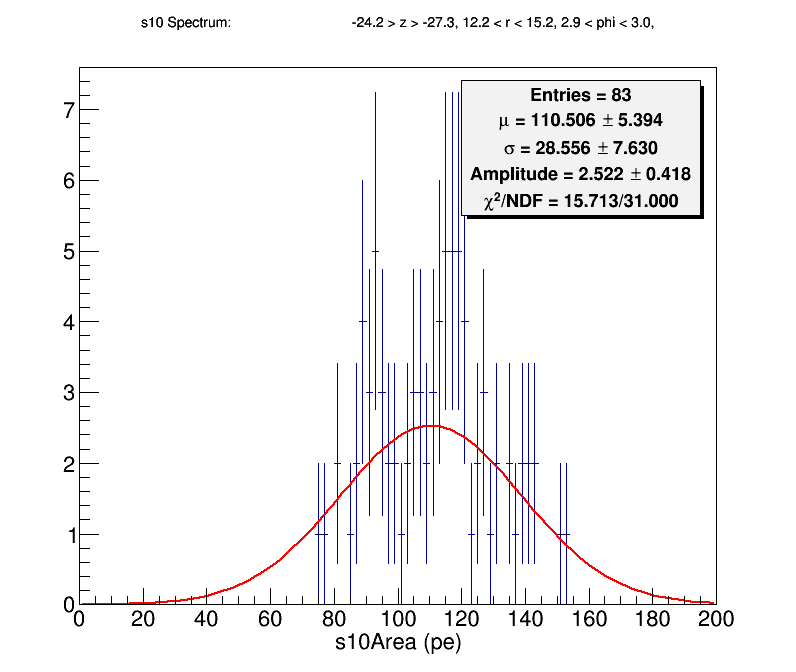 s10 Spectrum: -24.2 > z > -27.3, 12.2 < r < 15.2, 2.9 < phi < 3.0,
Entries = 83
μ = 110.506 ± 5.394
σ = 28.556 ± 7.630
Amplitude = 2.522 ± 0.418
χ²/NDF = 15.713/31.000
7
6
5
4
3
2
1
0
0 20 40 60 80 100 120 140 160 180 200
s10Area (pe)